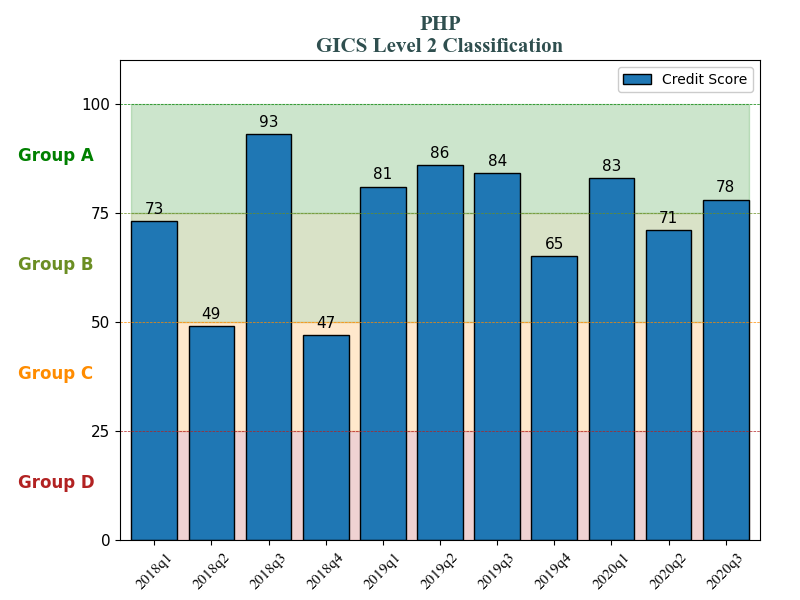 PHP
GICS Level 2 Classification
Credit Score
100
Group A
75
Group B
50
Group C
25
Group D
0
73
49
93
47
81
86
84
65
83
71
78
2018q1
2018q2
2018q3
2018q4
2019q1
2019q2
2019q3
2019q4
2020q1
2020q2
2020q3